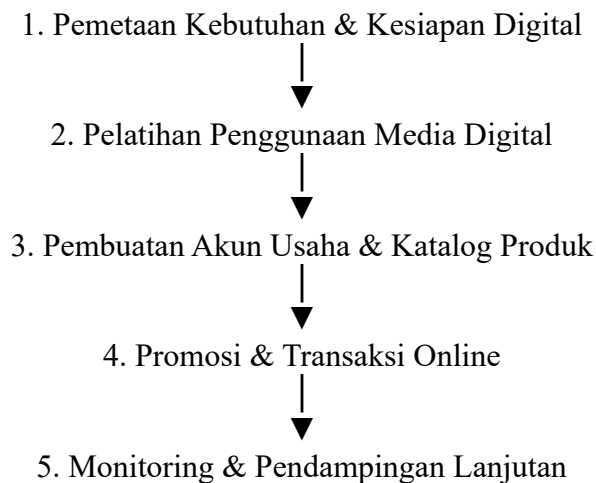 1. Pemetaan Kebutuhan & Kesiapan Digital
2. Pelatihan Penggunaan Media Digital
3. Pembuatan Akun Usaha & Katalog Produk
4. Promosi & Transaksi Online
5. Monitoring & Pendampingan Lanjutan